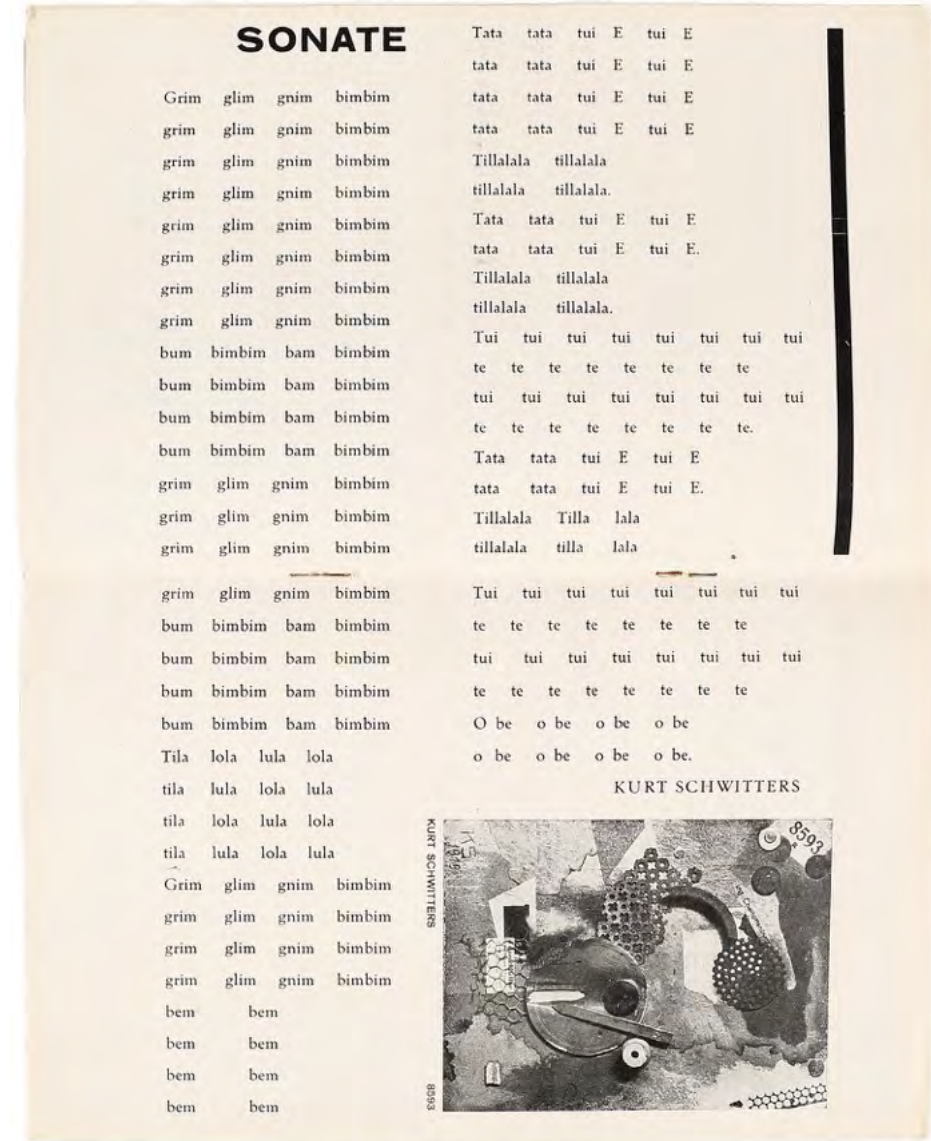 SONATE
Grim glim gnim bimbim
grim glim gnim bimbim
grim glim gnim bimbim
grim glim gnim bimbim
grim glim gnim bimbim
grim glim gnim bimbim
grim glim gnim bimbim
grim glim gnim bimbim
bum bimbim bam bimbim
bum bimbim bam bimbim
bum bimbim bam bimbim
bum bimbim bam bimbim
grim glim gnim bimbim
grim glim gnim bimbim
grim glim gnim bimbim
grim glim gnim bimbim
bum bimbim bam bimbim
bum bimbim bam bimbim
bum bimbim bam bimbim
bum bimbim bam bimbim
Tila lola lula lola
tila lula lola lula
tila lola lula lola
tila lula lola lula
Grim glim gnim bimbim
grim glim gnim bimbim
grim glim gnim bimbim
grim glim gnim bimbim
bem bem
bem bem
bem bem
bem bem
Tata tata tui E tui E
tata tata tui E tui E
tata tata tui E tui E
tata tata tui E tui E
Tillalala tillalala
tillalala tillalala.
Tata tata tui E tui E
tata tata tui E tui E.
Tillalala tillalala
tillalala tillalala.
Tui tui tui tui tui tui tui tui
te te te te te te te te
tui tui tui tui tui tui tui tui
te te te te te te te te.
Tata tata tui E tui E
tata tata tui E tui E.
Tillalala Tilla lala
tillalala tilla lala
Tui tui tui tui tui tui tui tui
te te te te te te te te
tui tui tui tui tui tui tui tui
te te te te te te te te
O be o be o be o be
o be o be o be o be.
KURT SCHWITTERS
KURT SCHWITTERS 8593
8593